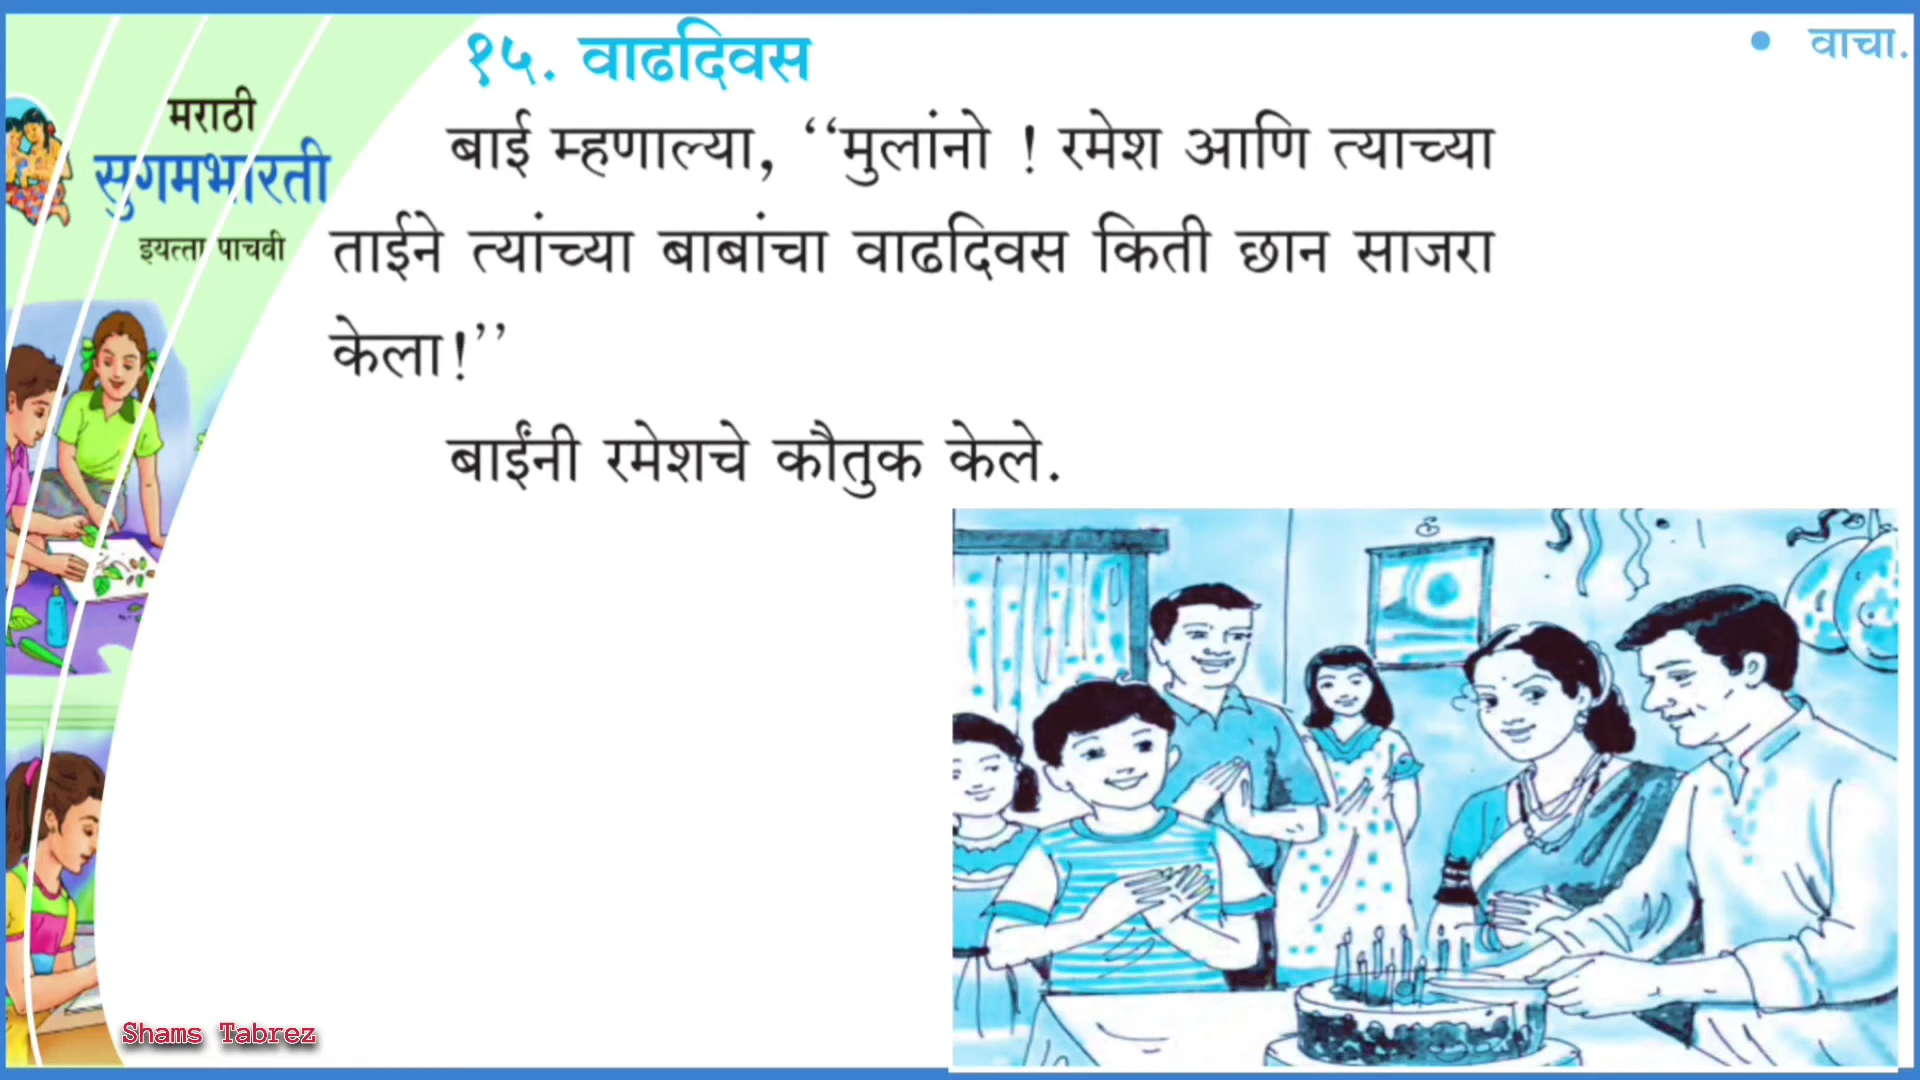 १५. वाढदिवस
• वाचा.
मराठी
सुगमभारती
इयत्ता पाचवी
बाई म्हणाल्या, ‘‘मुलांनो ! रमेश आणि त्याच्या
ताईने त्यांच्या बाबांचा वाढदिवस किती छान साजरा
केला!’’
बाईंनी रमेशचे कौतुक केले.
Shams Tabrez